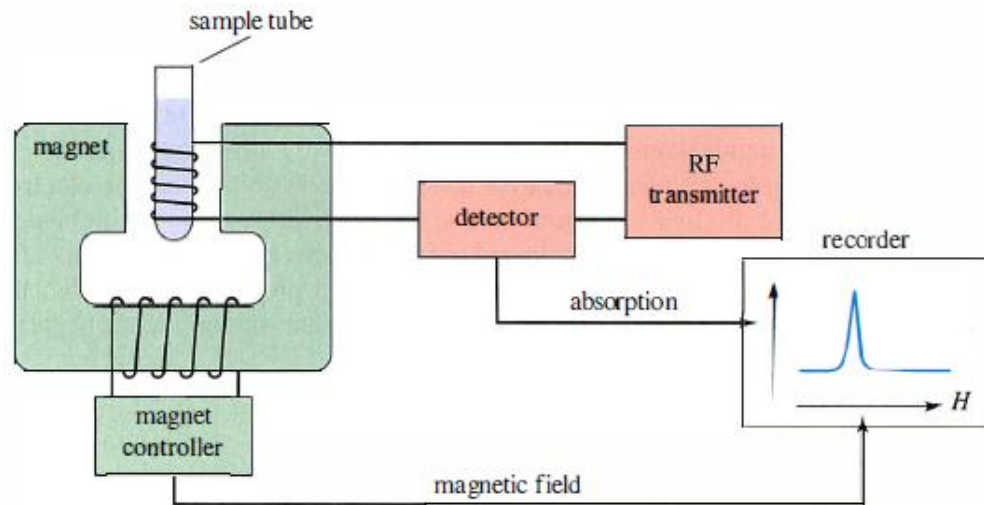 sample tube
magnet
RF
transmitter
detector
recorder
absorption
H
magnet
controller
magnetic field